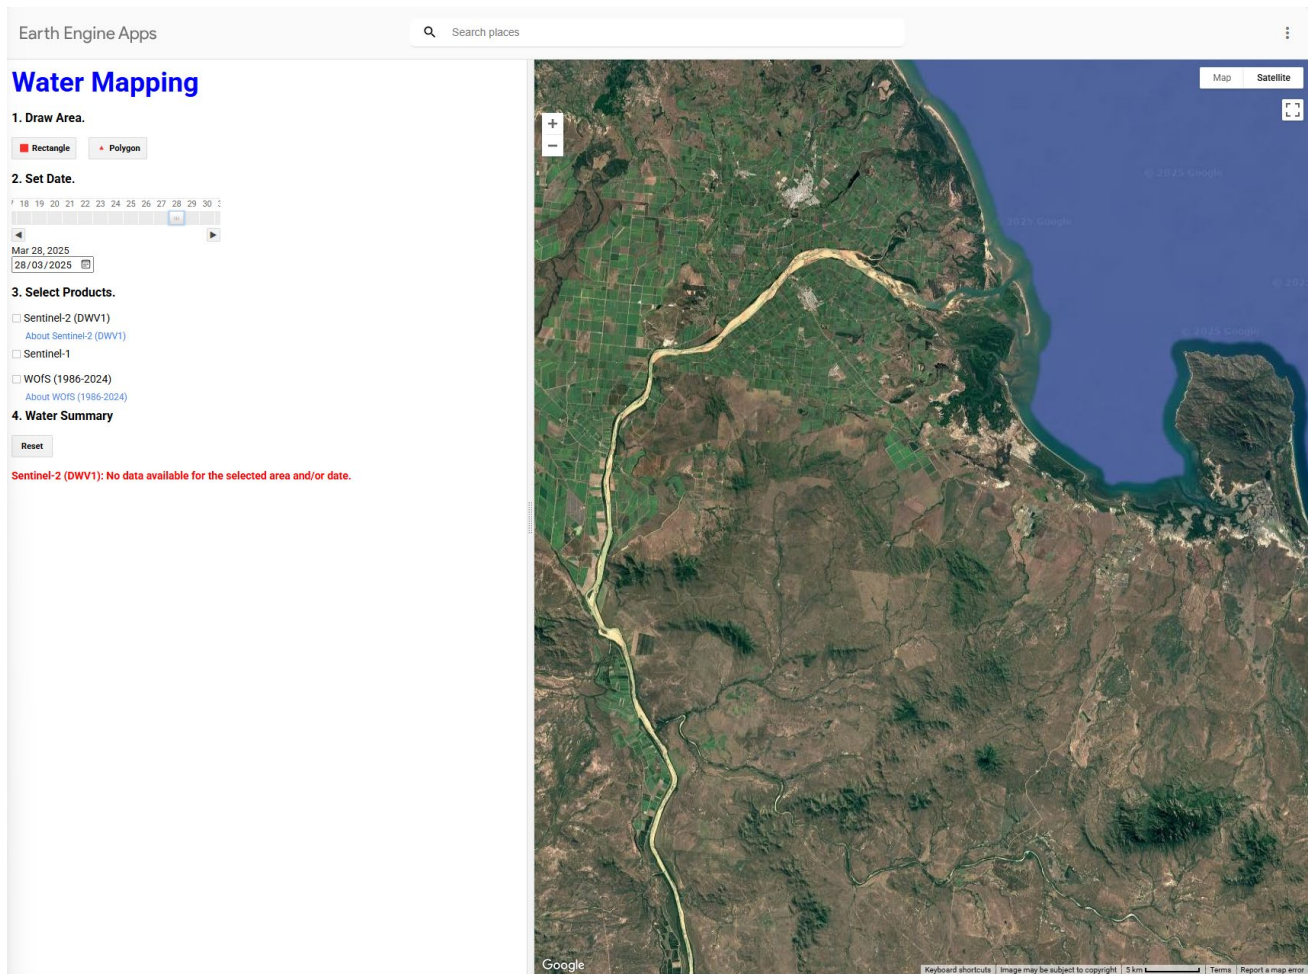 Earth Engine Apps
Search places
Water Mapping
1. Draw Area.
Rectangle
Polygon
2. Set Date.
18 19 20 21 22 23 24 25 26 27 28 29 30
Mar 28, 2025
28/03/2025
3. Select Products.
Sentinel-2 (DWV1)
About Sentinel-2 (DWV1)
Sentinel-1
WOfS (1986-2024)
About WOfS (1986-2024)
4. Water Summary
Reset
Sentinel-2 (DWV1): No data available for the selected area and/or date.
Map
Satellite
+
−
© 2025 Google
2025 Google
© 202
© 2025 Google
Google
Keyboard shortcuts
Image may be subject to copyright
5 km
Terms
Report a map error